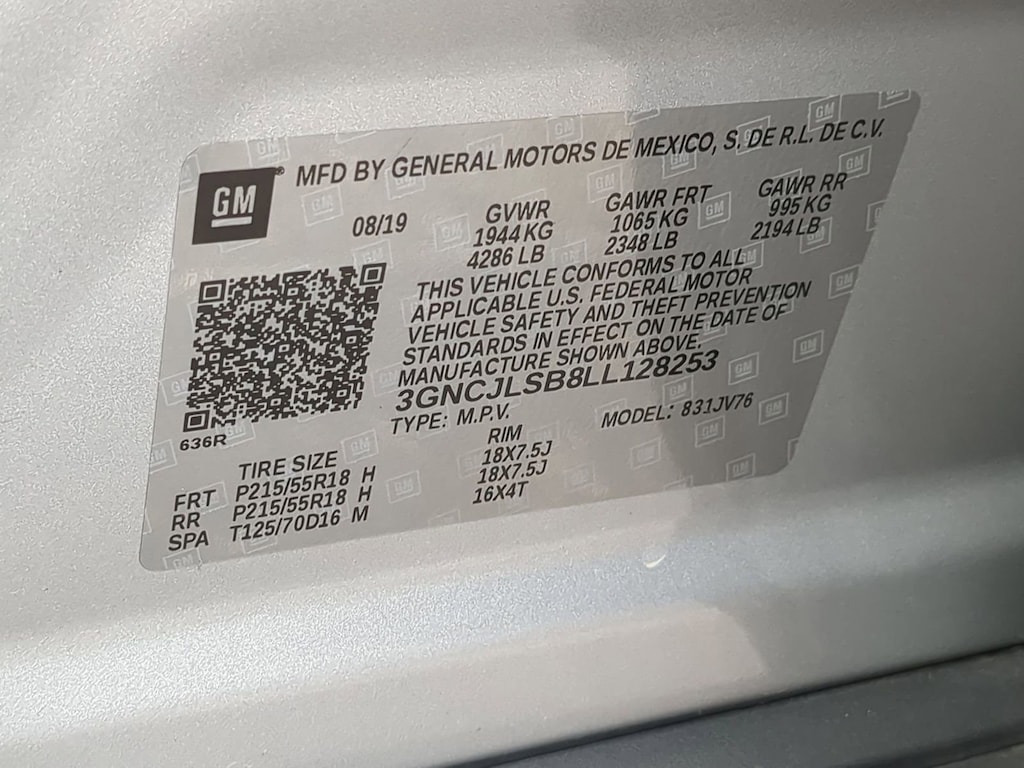 GM® MFD BY GENERAL MOTORS DE MEXICO, S. DE R.L. DE C.V.
08/19 GVWR GAWR FRT GAWR RR
1944 KG 1065 KG 995 KG
4286 LB 2348 LB 2194 LB
THIS VEHICLE CONFORMS TO ALL
APPLICABLE U.S. FEDERAL MOTOR
VEHICLE SAFETY AND THEFT PREVENTION
STANDARDS IN EFFECT ON THE DATE OF
MANUFACTURE SHOWN ABOVE.
3GNCJLSB8LL128253
TYPE: M.P.V. MODEL: 831JV76
636R
TIRE SIZE RIM
FRT P215/55R18 H 18X7.5J
RR P215/55R18 H 18X7.5J
SPA T125/70D16 M 16X4T